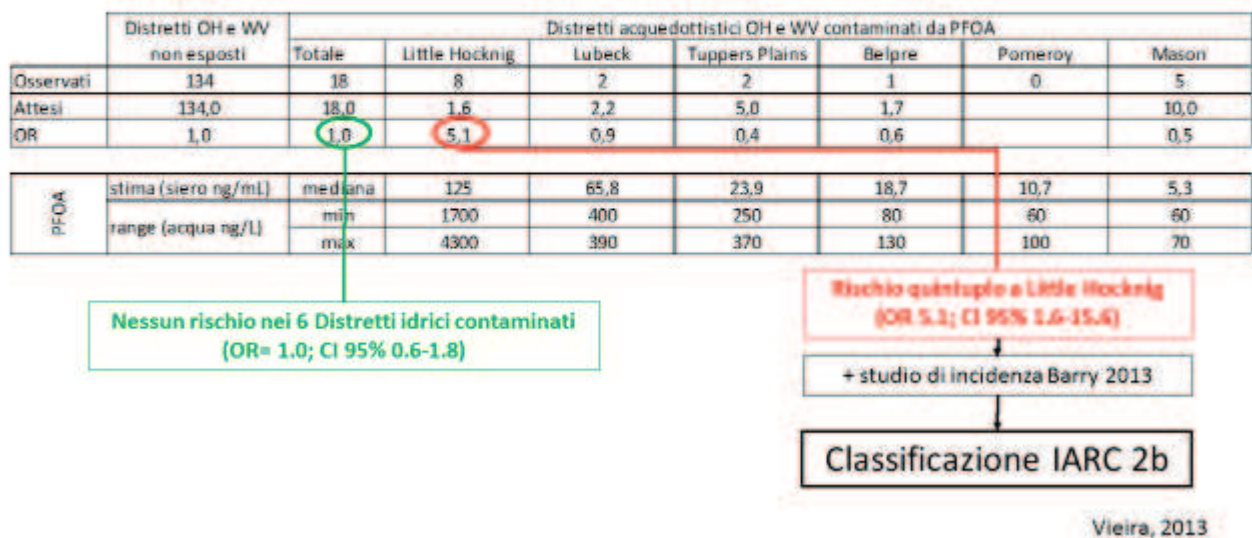 Distretti OH e WV non esposti Distretti acquedottistici OH e WV contaminati da PFOA
Totale Little Hocknig Lubeck Tuppers Plains Belpre Pomeroy Mason
Osservati 134 18 8 2 2 1 0 5
Attesi 134,0 18,0 1,6 2,2 5,0 1,7 10,0
OR 1,0 1,0 5,1 0,9 0,4 0,6 0,5
PFOA stima (siero ng/mL) mediana 125 65,8 23,9 18,7 10,7 5,3
range (acqua ng/L) min 1700 400 250 80 60 60
max 4300 390 370 130 100 70
Nessun rischio nei 6 Distretti idrici contaminati
(OR= 1.0; CI 95% 0.6-1.8)
Rischio quintuplo a Little Hocknig
(OR 5.1; CI 95% 1.6-15.6)
+ studio di incidenza Barry 2013
Classificazione IARC 2b
Vieira, 2013